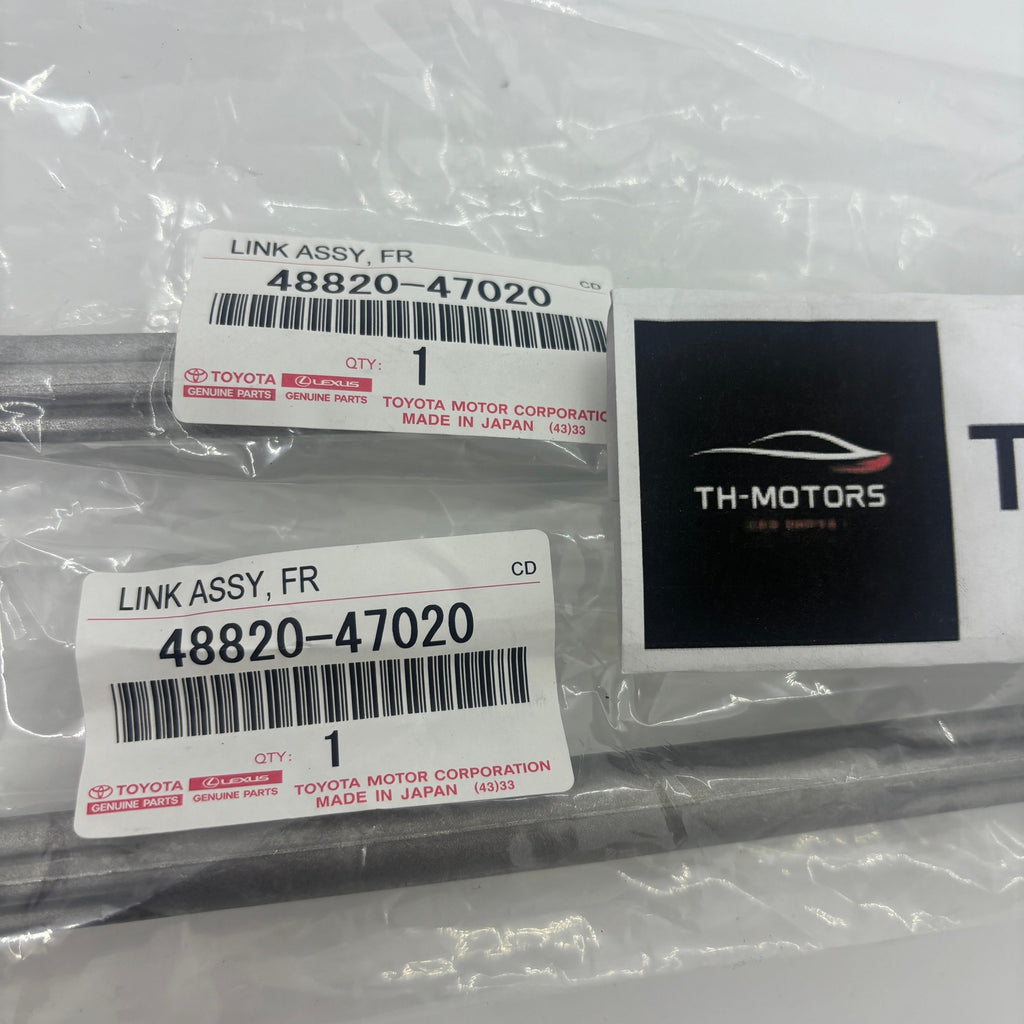 LINK ASSY, FR
48820-47020
CD
QTY: 1
TOYOTA
GENUINE PARTS
LEXUS
GENUINE PARTS
TOYOTA MOTOR CORPORATIO
MADE IN JAPAN (43)33
TH-MOTORS
T
LINK ASSY, FR
CD
48820-47020
QTY: 1
TOYOTA
GENUINE PARTS
LEXUS
GENUINE PARTS
TOYOTA MOTOR CORPORATION
MADE IN JAPAN (43)33